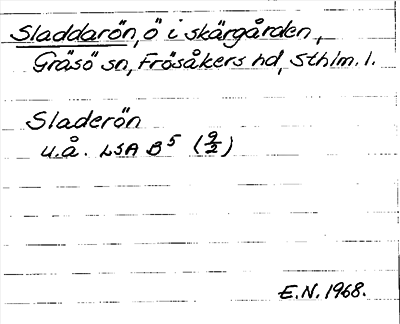 Sladdarön, ö i skärgården,
Gräsö sn, Frösåkers hd, Sthlm. l.
Sladerön
u.å. LSA B⁵ (9/2)
E.N. 1968.